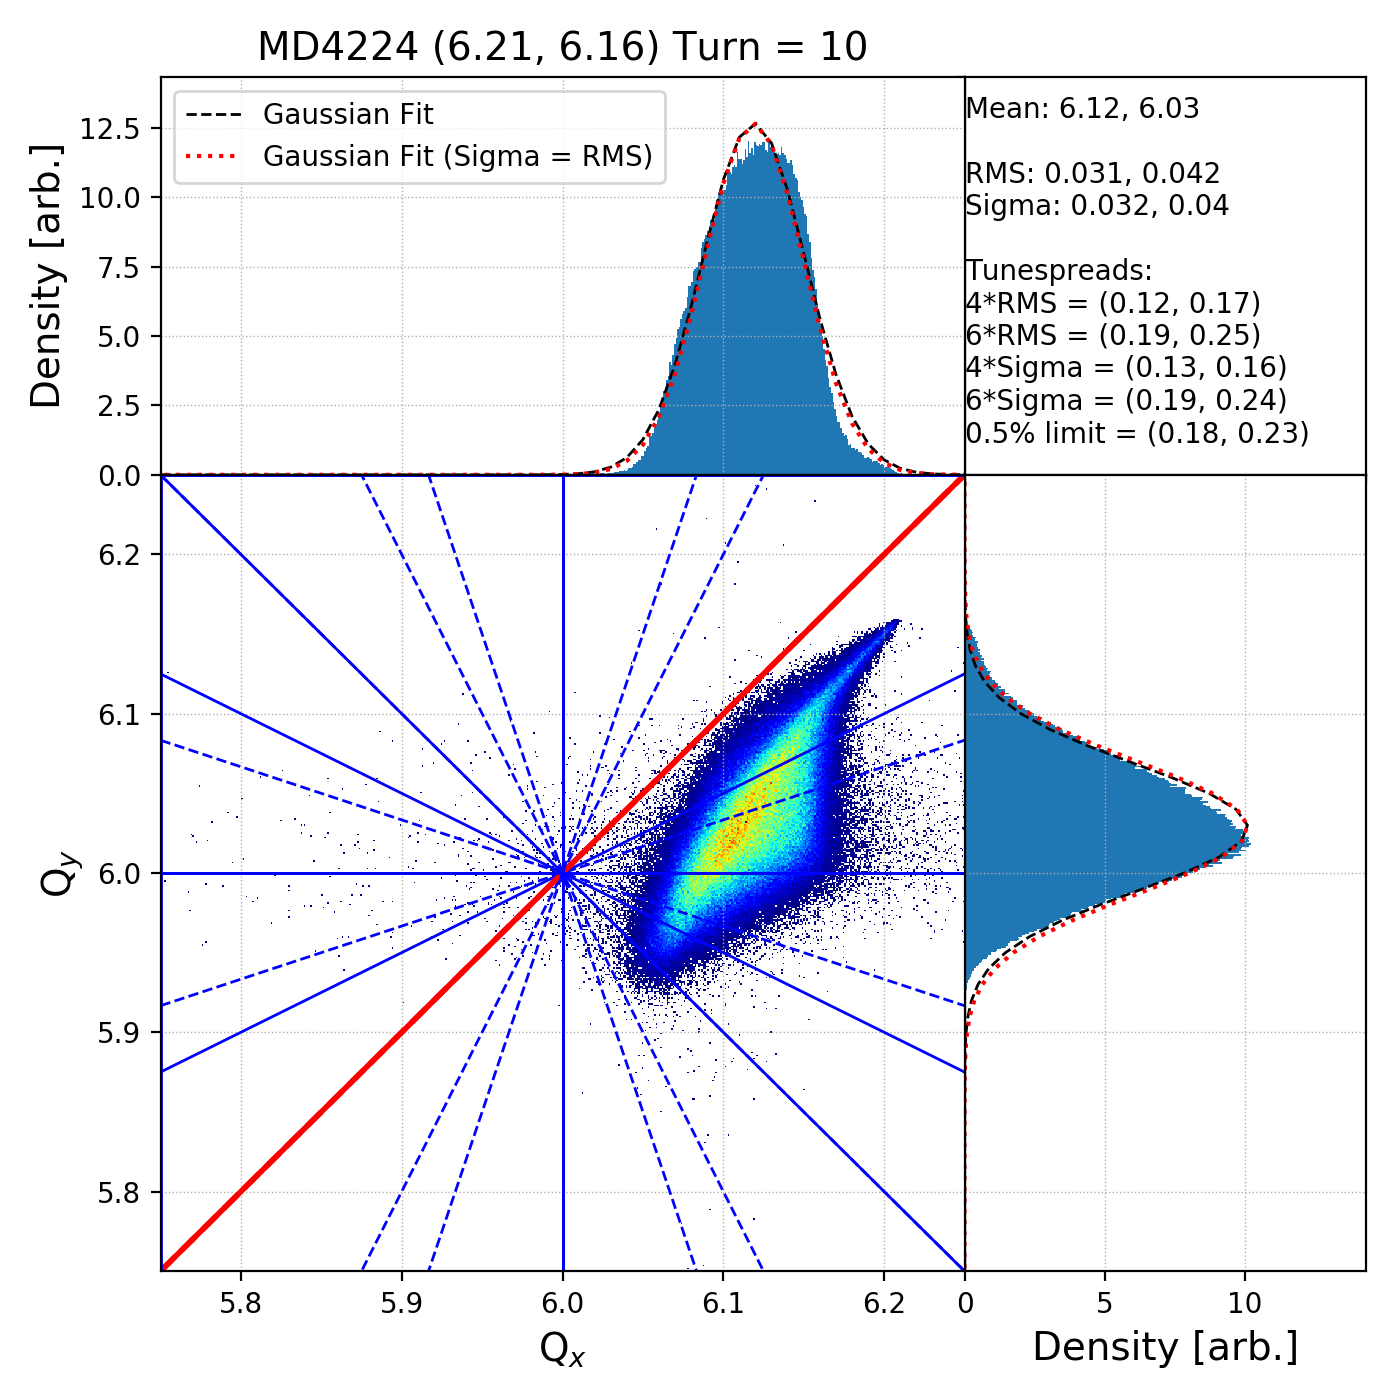 MD4224 (6.21, 6.16) Turn = 10
Gaussian Fit
Gaussian Fit (Sigma = RMS)
Density [arb.]
12.5
10.0
7.5
5.0
2.5
0.0
Mean: 6.12, 6.03
RMS: 0.031, 0.042
Sigma: 0.032, 0.04
Tunespreads:
4*RMS = (0.12, 0.17)
6*RMS = (0.19, 0.25)
4*Sigma = (0.13, 0.16)
6*Sigma = (0.19, 0.24)
0.5% limit = (0.18, 0.23)
Qy
6.2
6.1
6.0
5.9
5.8
5.8 5.9 6.0 6.1 6.2
Qx
0 5 10
Density [arb.]